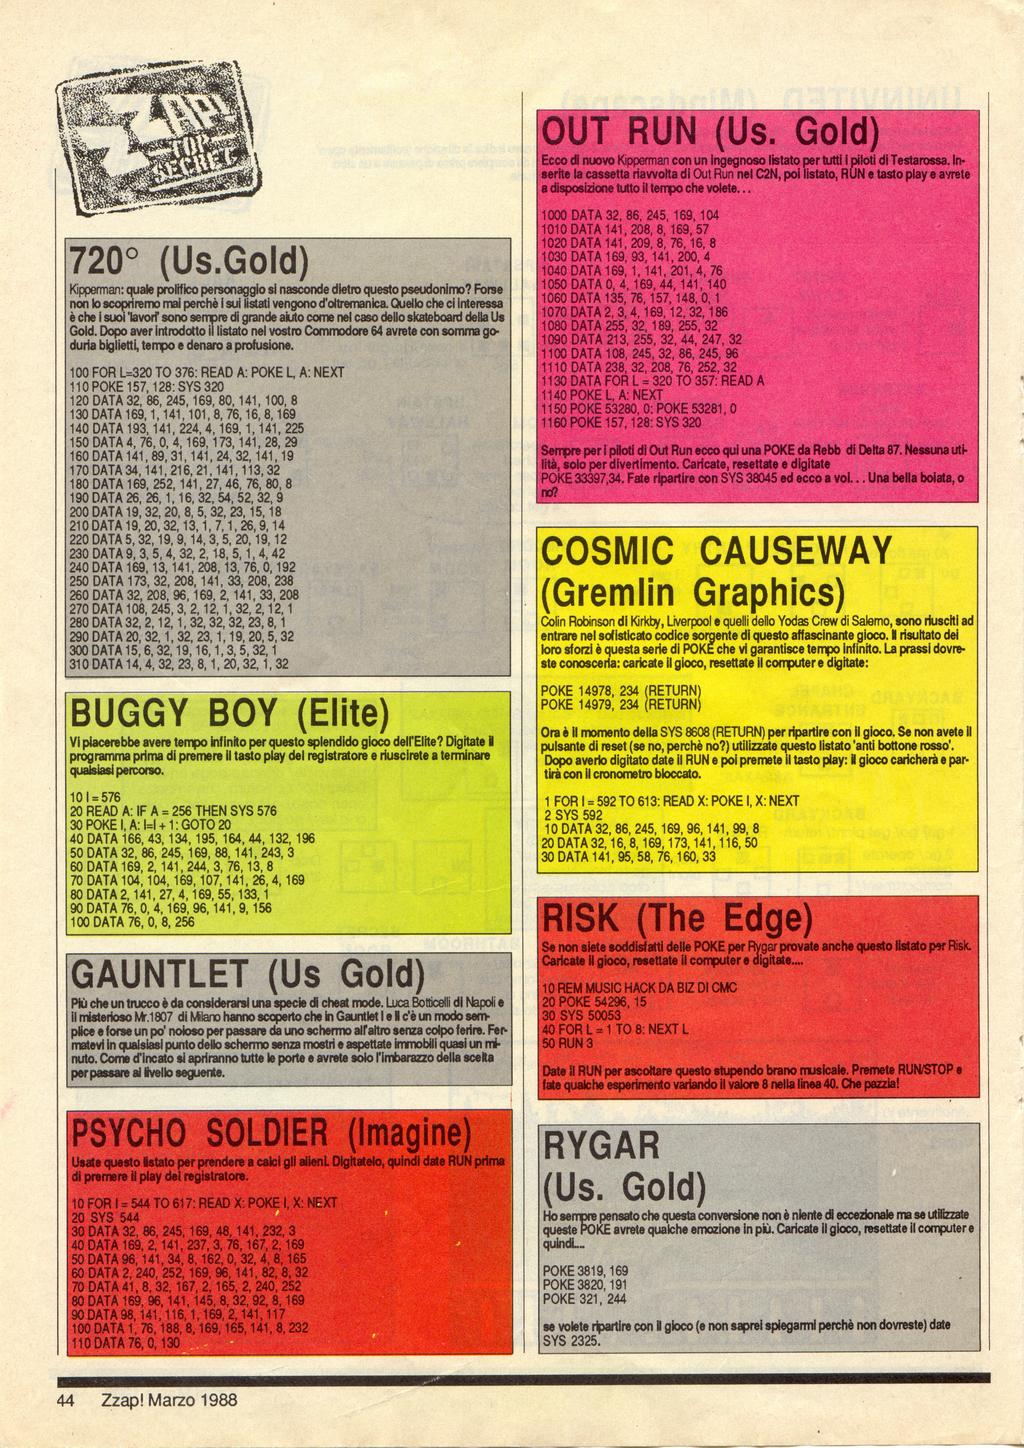 ZZAP!
TOP
SECRET
720° (Us.Gold)
Kipperman: quale prolifico personaggio si nasconde dietro questo pseudonimo? Forse
non lo scopriremo mai perchè i sui listati vengono d'oltremanica. Quello che ci interessa
è che i suoi 'lavori' sono sempre di grande aiuto come nel caso dello skateboard della Us
Gold. Dopo aver introdotto il listato nel vostro Commodore 64 avrete con somma go-
duria biglietti, tempo e denaro a profusione.
100 FOR L=320 TO 376: READ A: POKE L, A: NEXT
110 POKE 157, 128: SYS 320
120 DATA 32, 86, 245, 169, 80, 141, 100, 8
130 DATA 169, 1, 141, 101, 8, 76, 16, 8, 169
140 DATA 193, 141, 224, 4, 169, 1, 141, 225
150 DATA 4, 76, 0, 4, 169, 173, 141, 28, 29
160 DATA 141, 89, 31, 141, 24, 32, 141, 19
170 DATA 34, 141, 216, 21, 141, 113, 32
180 DATA 169, 252, 141, 27, 46, 76, 80, 8
190 DATA 26, 26, 1, 16, 32, 54, 52, 32, 9
200 DATA 19, 32, 20, 8, 5, 32, 23, 15, 18
210 DATA 19, 20, 32, 13, 1, 7, 1, 26, 9, 14
220 DATA 5, 32, 19, 9, 14, 3, 5, 20, 19, 12
230 DATA 9, 3, 5, 4, 32, 2, 18, 5, 1, 4, 42
240 DATA 169, 13, 141, 208, 13, 76, 0, 192
250 DATA 173, 32, 208, 141, 33, 208, 238
260 DATA 32, 208, 96, 169, 2, 141, 33, 208
270 DATA 108, 245, 3, 2, 12, 1, 32, 2, 12, 1
280 DATA 32, 2, 12, 1, 32, 32, 32, 23, 8, 1
290 DATA 20, 32, 1, 32, 23, 1, 19, 20, 5, 32
300 DATA 15, 6, 32, 19, 16, 1, 3, 5, 32, 1
310 DATA 14, 4, 32, 23, 8, 1, 20, 32, 1, 32
BUGGY BOY (Elite)
Vi piacerebbe avere tempo infinito per questo splendido gioco dell'Elite? Digitate il
programma prima di premere il tasto play del registratore e riuscirete a terminare
qualsiasi percorso.
10 I = 576
20 READ A: IF A = 256 THEN SYS 576
30 POKE I, A: I=I + 1: GOTO 20
40 DATA 166, 43, 134, 195, 164, 44, 132, 196
50 DATA 32, 86, 245, 169, 88, 141, 243, 3
60 DATA 169, 2, 141, 244, 3, 76, 13, 8
70 DATA 104, 104, 169, 107, 141, 26, 4, 169
80 DATA 2, 141, 27, 4, 169, 55, 133, 1
90 DATA 76, 0, 4, 169, 96, 141, 9, 156
100 DATA 76, 0, 8, 256
GAUNTLET (Us Gold)
Più che un trucco è da considerarsi una specie di cheat mode. Luca Botticelli di Napoli e
il misterioso Mr.1807 di Milano hanno scoperto che in Gauntlet I e II c'è un modo sem-
plice e forse un po' noioso per passare da uno schermo all'altro senza colpo ferire. Fer-
matevi in qualsiasi punto dello schermo senza mostri e aspettate immobili quasi un mi-
nuto. Come d'incato si apriranno tutte le porte e avrete solo l'imbarazzo della scelta
per passare al livello seguente.
PSYCHO SOLDIER (Imagine)
Usate questo listato per prendere a calci gli alieni. Digitatelo, quindi date RUN prima
di premere il play del registratore.
10 FOR I = 544 TO 617: READ X: POKE I, X: NEXT
20 SYS 544
30 DATA 32, 86, 245, 169, 48, 141, 232, 3
40 DATA 169, 2, 141, 237, 3, 76, 167, 2, 169
50 DATA 96, 141, 34, 8, 162, 0, 32, 4, 8, 165
60 DATA 2, 240, 252, 169, 96, 141, 82, 8, 32
70 DATA 41, 8, 32, 167, 2, 165, 2, 240, 252
80 DATA 169, 96, 141, 145, 8, 32, 92, 8, 169
90 DATA 98, 141, 116, 1, 169, 2, 141, 117
100 DATA 1, 76, 188, 8, 169, 165, 141, 8, 232
110 DATA 76, 0, 130
OUT RUN (Us. Gold)
Ecco di nuovo Kipperman con un ingegnoso listato per tutti i piloti di Testarossa. In-
serite la cassetta riavvolta di Out Run nel C2N, poi listato, RUN e tasto play e avrete
a disposizione tutto il tempo che volete...
1000 DATA 32, 86, 245, 169, 104
1010 DATA 141, 208, 8, 169, 57
1020 DATA 141, 209, 8, 76, 16, 8
1030 DATA 169, 93, 141, 200, 4
1040 DATA 169, 1, 141, 201, 4, 76
1050 DATA 0, 4, 169, 44, 141, 140
1060 DATA 135, 76, 157, 148, 0, 1
1070 DATA 2, 3, 4, 169, 12, 32, 186
1080 DATA 255, 32, 189, 255, 32
1090 DATA 213, 255, 32, 44, 247, 32
1100 DATA 108, 245, 32, 86, 245, 96
1110 DATA 238, 32, 208, 76, 252, 32
1130 DATA FOR L = 320 TO 357: READ A
1140 POKE L, A: NEXT
1150 POKE 53280, 0: POKE 53281, 0
1160 POKE 157, 128: SYS 320
Sempre per i piloti di Out Run ecco qui una POKE da Rebb di Delta 87. Nessuna uti-
lità, solo per divertimento. Caricate, resettate e digitate
POKE 33397,34. Fate ripartire con SYS 38045 ed ecco a voi... Una bella boiata, o
no?
COSMIC CAUSEWAY
(Gremlin Graphics)
Colin Robinson di Kirkby, Liverpool e quelli dello Yodas Crew di Salerno, sono riusciti ad
entrare nel sofisticato codice sorgente di questo affascinante gioco. Il risultato dei
loro sforzi è questa serie di POKE che vi garantisce tempo infinito. La prassi dovre-
ste conoscerla: caricate il gioco, resettate il computer e digitate:
POKE 14978, 234 (RETURN)
POKE 14979, 234 (RETURN)
Ora è il momento della SYS 8608 (RETURN) per ripartire con il gioco. Se non avete il
pulsante di reset (se no, perchè no?) utilizzate questo listato 'anti bottone rosso'.
Dopo averlo digitato date il RUN e poi premete il tasto play: il gioco caricherà e par-
tirà con il cronometro bloccato.
1 FOR I = 592 TO 613: READ X: POKE I, X: NEXT
2 SYS 592
10 DATA 32, 86, 245, 169, 96, 141, 99, 8
20 DATA 32, 16, 8, 169, 173, 141, 116, 50
30 DATA 141, 95, 58, 76, 160, 33
RISK (The Edge)
Se non siete soddisfatti delle POKE per Rygar provate anche questo listato per Risk.
Caricate il gioco, resettate il computer e digitate....
10 REM MUSIC HACK DA BIZ DI CMC
20 POKE 54296, 15
30 SYS 50053
40 FOR L = 1 TO 8: NEXT L
50 RUN 3
Date il RUN per ascoltare questo stupendo brano musicale. Premete RUN/STOP e
fate qualche esperimento variando il valore 8 nella linea 40. Che pazzia!
RYGAR
(Us. Gold)
Ho sempre pensato che questa conversione non è niente di eccezionale ma se utilizzate
queste POKE avrete qualche emozione in più. Caricate il gioco, resettate il computer e
quindi...
POKE 3819, 169
POKE 3820, 191
POKE 321, 244
se volete ripartire con il gioco (e non saprei spiegarmi perchè non dovreste) date
SYS 2325.
44 Zzap! Marzo 1988